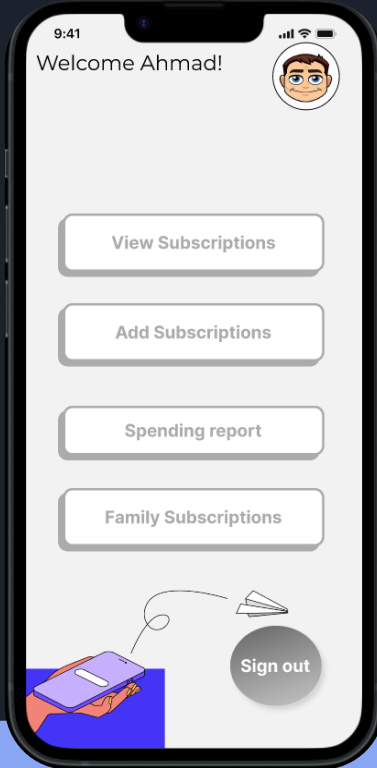 9:41
Welcome Ahmad!
View Subscriptions
Add Subscriptions
Spending report
Family Subscriptions
Sign out